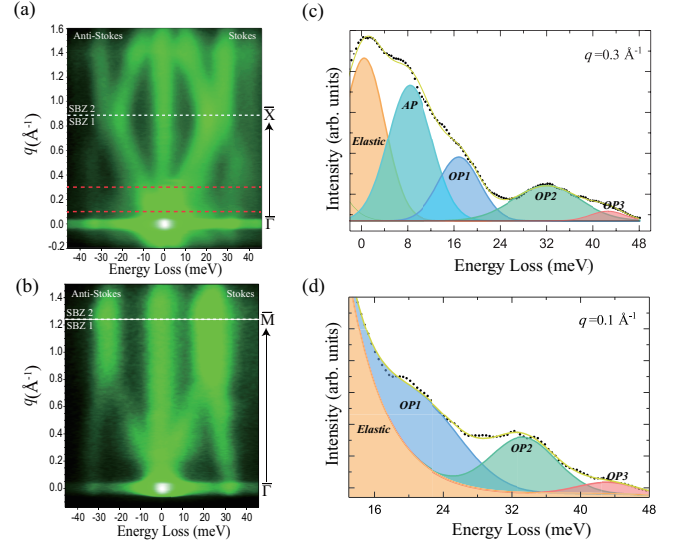 (a)
Anti-Stokes Stokes
1.6
1.4
1.2
1.0
0.8
0.6
0.4
0.2
0.0
-0.2
q(Å⁻¹)
SBZ 2
SBZ 1
X̅
Γ̅
-40 -30 -20 -10 0 10 20 30 40
Energy Loss (meV)
(b)
Anti-Stokes Stokes
1.4
1.2
1.0
0.8
0.6
0.4
0.2
0.0
q(Å⁻¹)
SBZ 2
SBZ 1
M̅
Γ̅
-40 -30 -20 -10 0 10 20 30 40
Energy Loss (meV)
(c)
q=0.3 Å⁻¹
Intensity (arb. units)
Elastic
AP
OP1
OP2
OP3
0 8 16 24 32 40 48
Energy Loss (meV)
(d)
q=0.1 Å⁻¹
Intensity (arb. units)
Elastic
OP1
OP2
OP3
16 24 32 40 48
Energy Loss (meV)